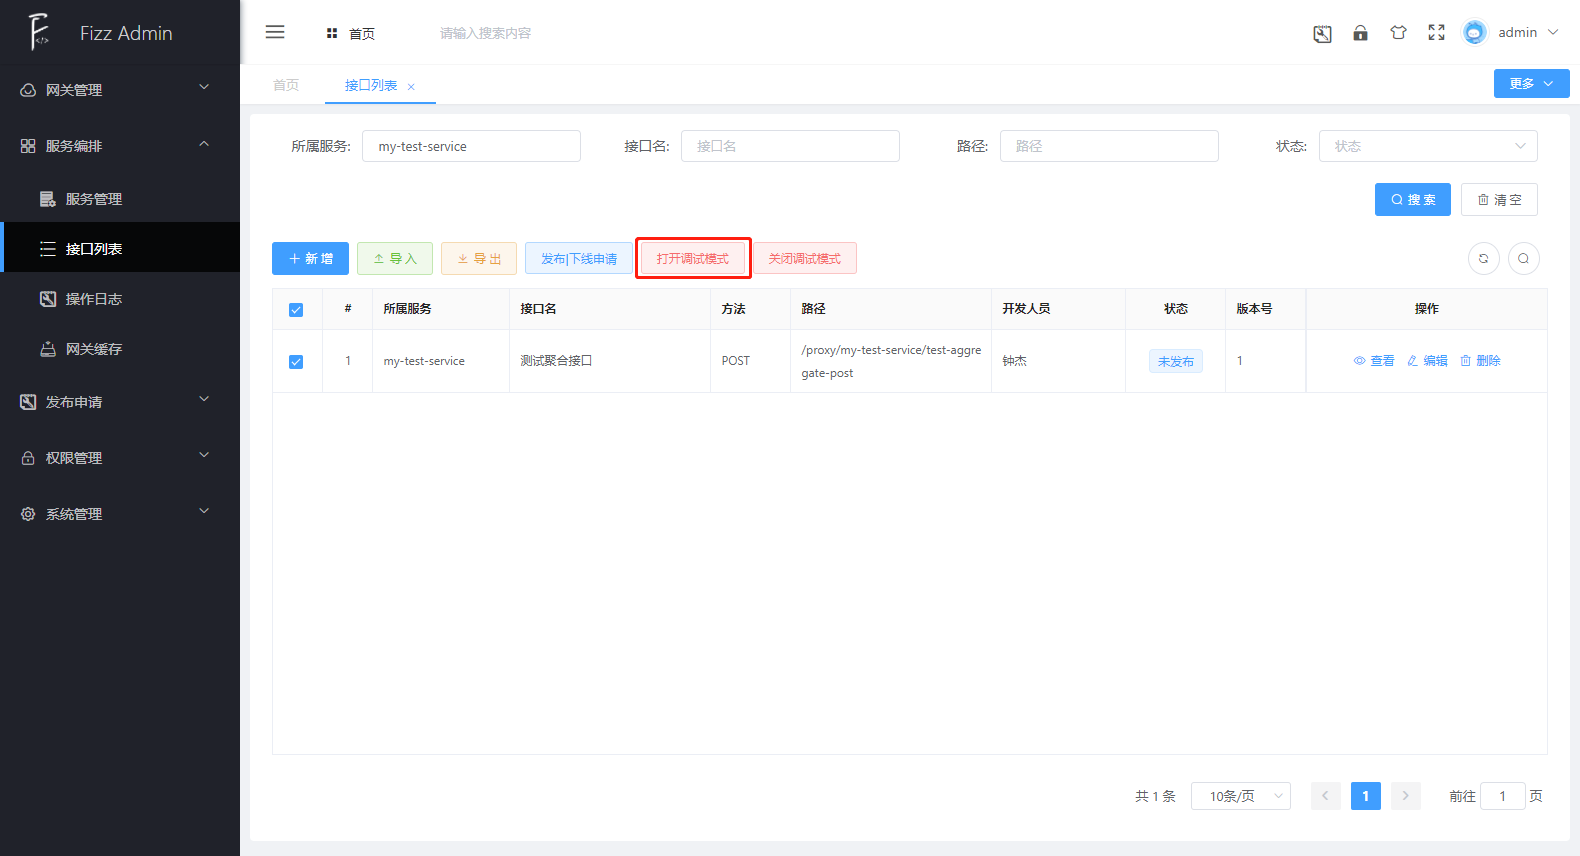 Fizz Admin
首页
请输入搜索内容
admin
网关管理
服务编排
服务管理
接口列表
操作日志
网关缓存
发布申请
权限管理
系统管理
首页
接口列表 ×
更多
所属服务: my-test-service
接口名: 接口名
路径: 路径
状态: 状态
搜索
清空
新增
导入
导出
发布|下线申请
打开调试模式
关闭调试模式
# 所属服务 接口名 方法 路径 开发人员 状态 版本号 操作
1 my-test-service 测试聚合接口 POST /proxy/my-test-service/test-aggre
gate-post
钟杰 未发布 1 查看 编辑 删除
共 1 条 10条/页 1 前往 1 页